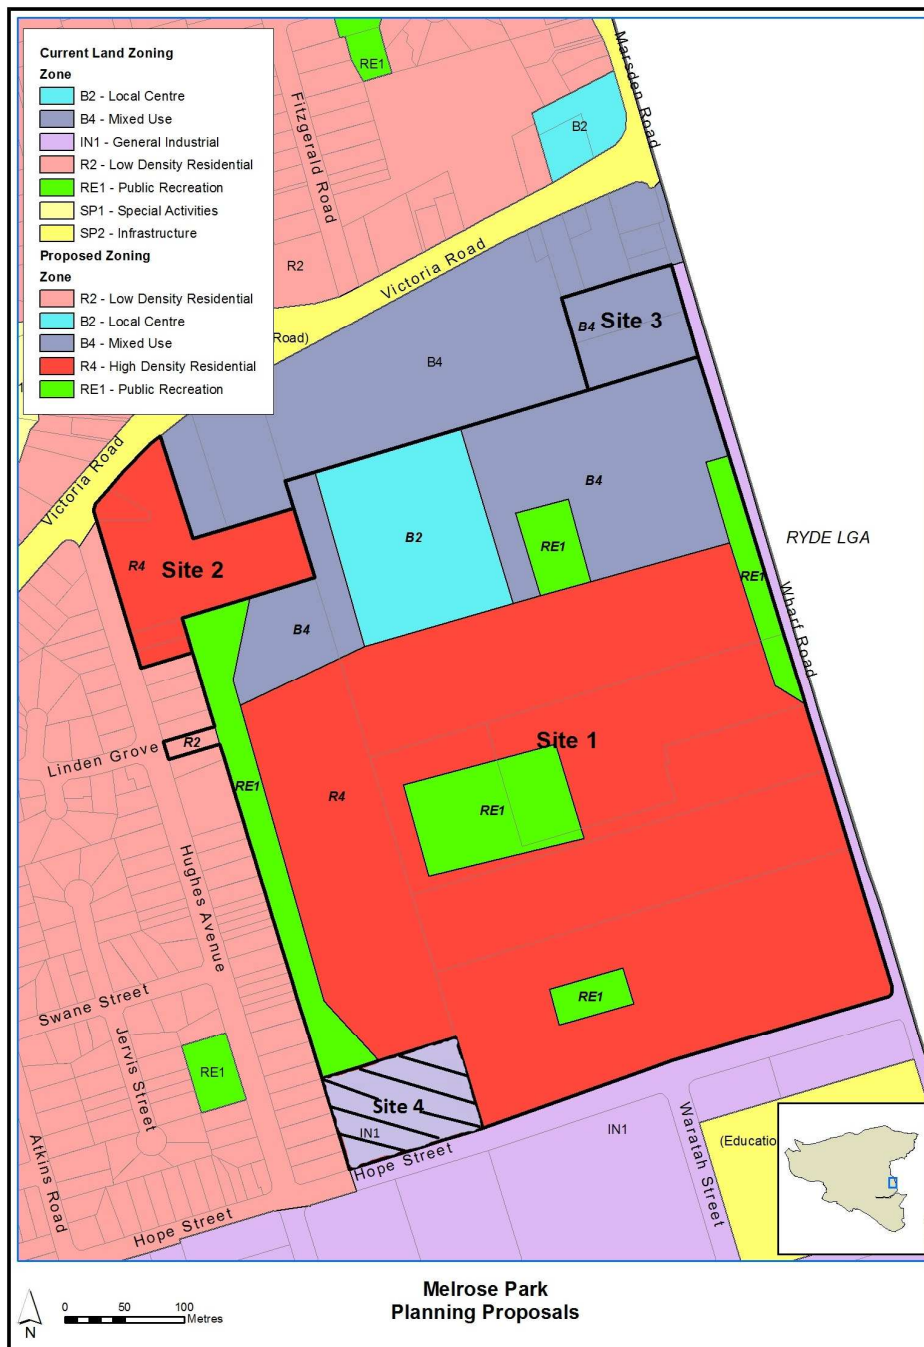 Current Land Zoning
Zone
B2 - Local Centre
B4 - Mixed Use
IN1 - General Industrial
R2 - Low Density Residential
RE1 - Public Recreation
SP1 - Special Activities
SP2 - Infrastructure
Proposed Zoning
Zone
R2 - Low Density Residential
B2 - Local Centre
B4 - Mixed Use
R4 - High Density Residential
RE1 - Public Recreation
RE1
Fitzgerald Road
Marsden Road
B2
R2
Victoria Road
Road)
B4
B4
Site 3
1
Victoria Road
B4
B2
RE1
R4
Site 2
RYDE LGA
RE1
Wharf Road
B4
Linden Grove
R2
Site 1
RE1
R4
RE1
Hughes Avenue
Swane Street
Jervis Street
RE1
RE1
Site 4
IN1
IN1
Waratah Street
(Educatio
Hope Street
Atkins Road
Hope Street
N
0 50 100
Metres
Melrose Park
Planning Proposals